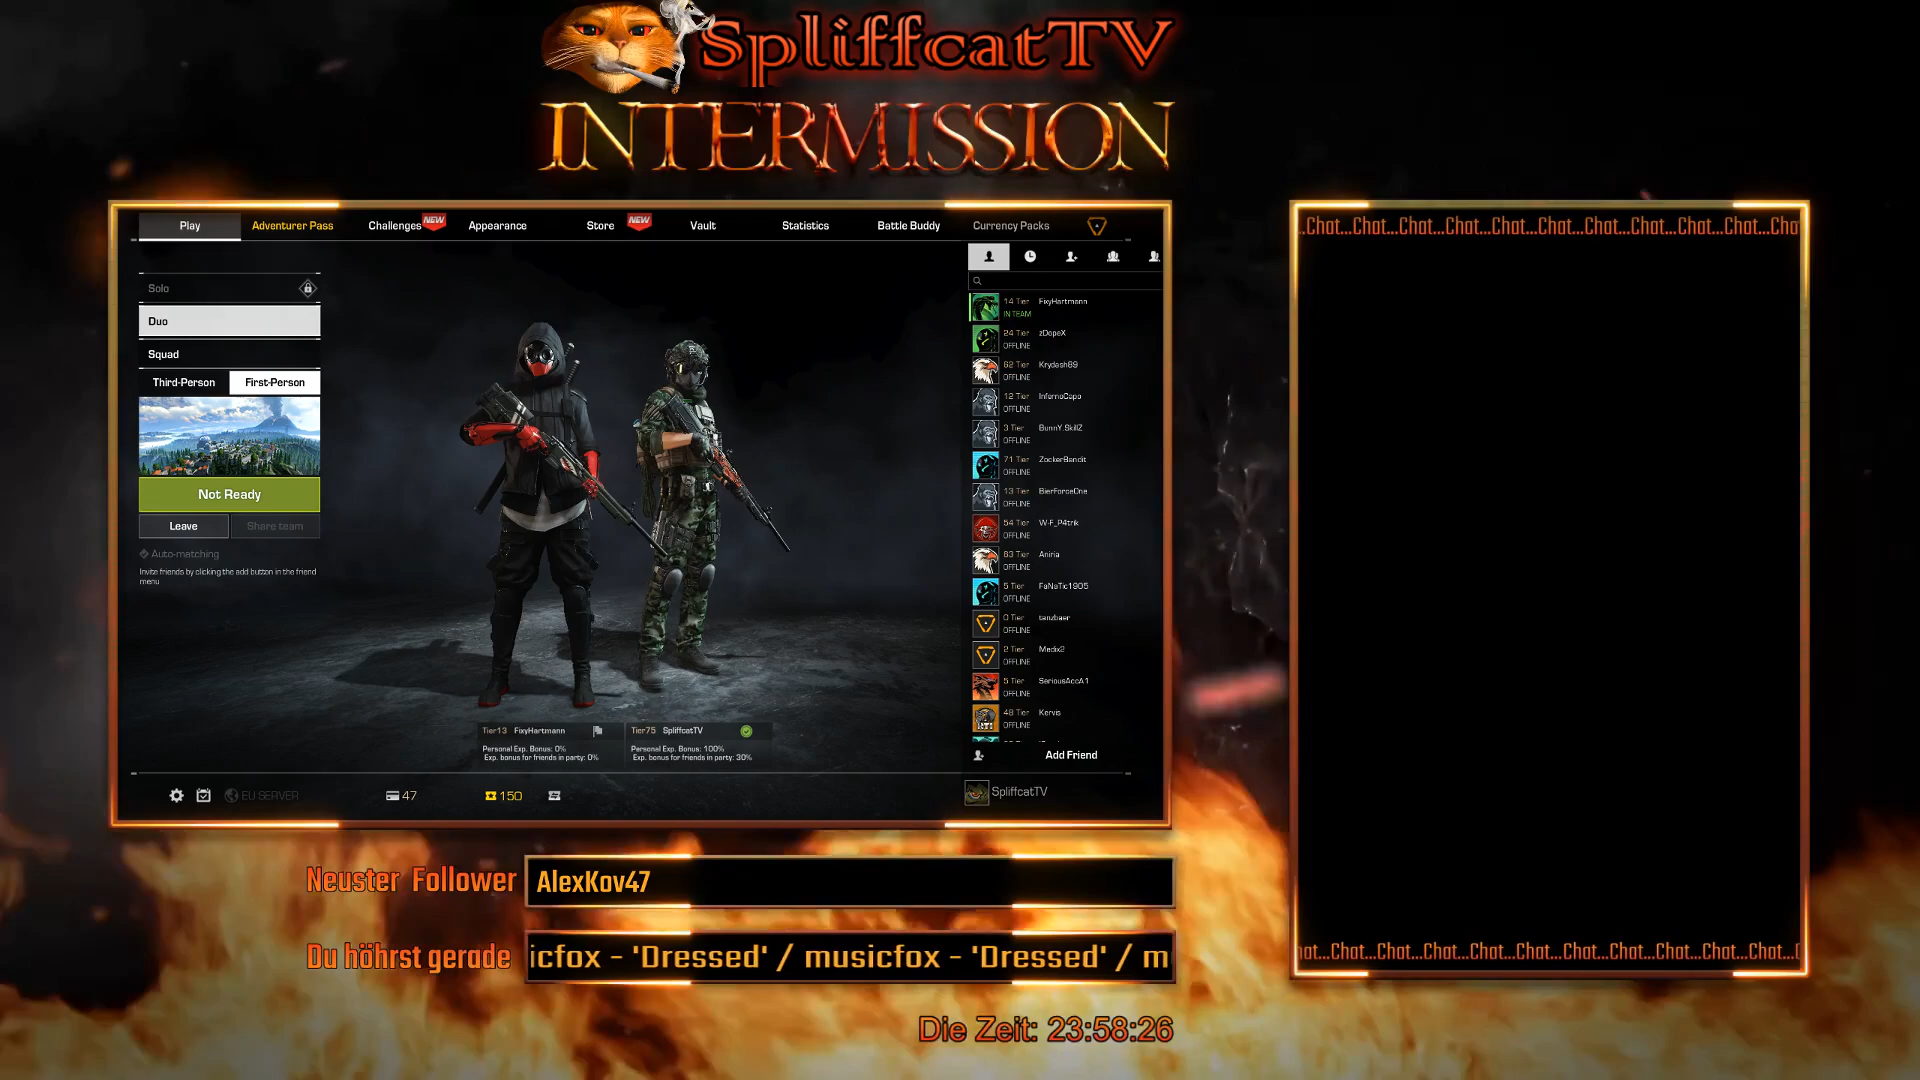 SpliffcatTV
INTERMISSION
Play
Adventurer Pass
Challenges NEW
Appearance
Store NEW
Vault
Statistics
Battle Buddy
Currency Packs
Solo
Duo
Squad
Third-Person
First-Person
Not Ready
Leave
Share team
Auto-matching
Invite friends by clicking the add button in the friend
menu
Tier13 FixyHartmann
Personal Exp. Bonus: 0%
Exp. bonus for friends in party: 0%
Tier75 SpliffcatTV
Personal Exp. Bonus: 100%
Exp. bonus for friends in party: 30%
14 Tier FixyHartmann
IN TEAM
24 Tier zDopeX
OFFLINE
62 Tier Krydash89
OFFLINE
12 Tier InfernoCapo
OFFLINE
3 Tier BunnY.SkillZ
OFFLINE
71 Tier ZockerBandit
OFFLINE
13 Tier BierForceOne
OFFLINE
54 Tier W-F_P4trik
OFFLINE
63 Tier Aniria
OFFLINE
5 Tier FaNaTic1905
OFFLINE
0 Tier tanzbaer
OFFLINE
2 Tier Medix2
OFFLINE
5 Tier SeriousAccA1
OFFLINE
48 Tier Kervis
OFFLINE
Add Friend
EU SERVER
47
150
SpliffcatTV
...Chat...Chat...Chat...Chat...Chat...Chat...Chat...Chat...Chat...Chat...Cha
hat...Chat...Chat...Chat...Chat...Chat...Chat...Chat...Chat...Chat...Chat...C
Neuster Follower
AlexKov47
Du höhrst gerade
icfox - 'Dressed' / musicfox - 'Dressed' / m
Die Zeit: 23:58:26